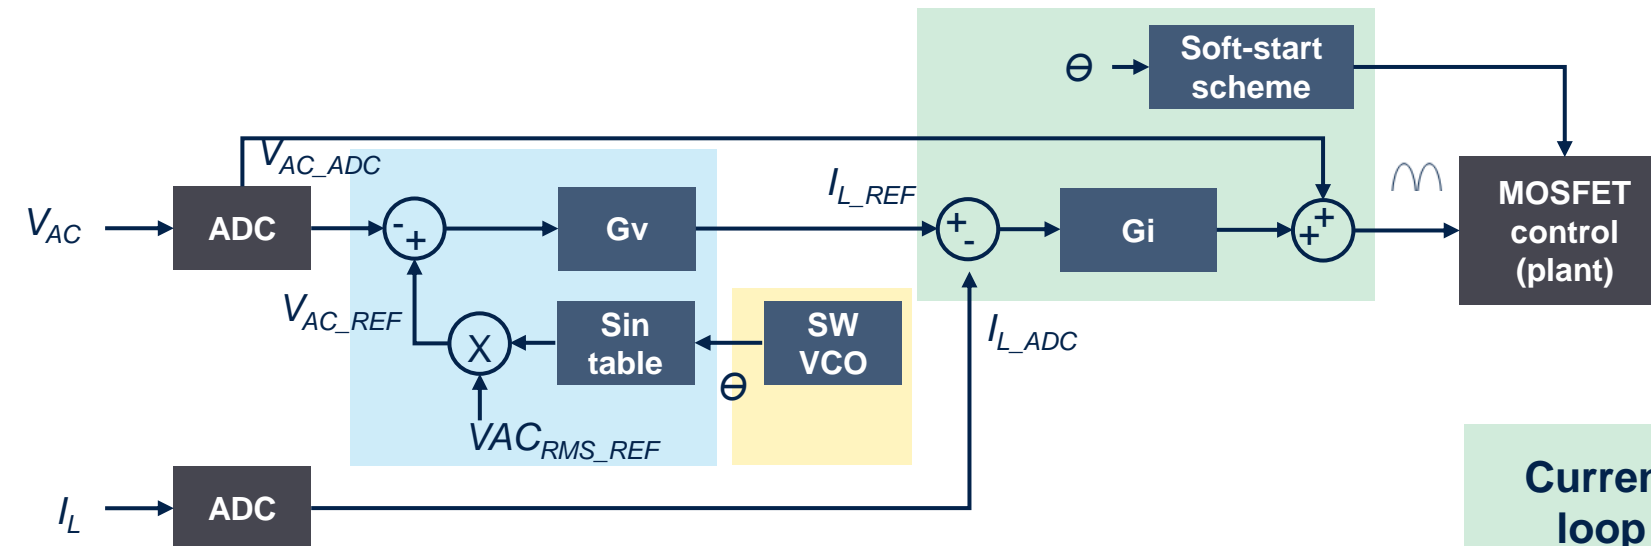 Soft-start
scheme
Ɵ
V_AC_ADC
I_L_REF
MOSFET
control
(plant)
V_AC
ADC
-
+
Gv
+
-
Gi
+
+
V_AC_REF
X
Sin
table
SW
VCO
Ɵ
I_L_ADC
VAC_RMS_REF
I_L
ADC
Curren
loop